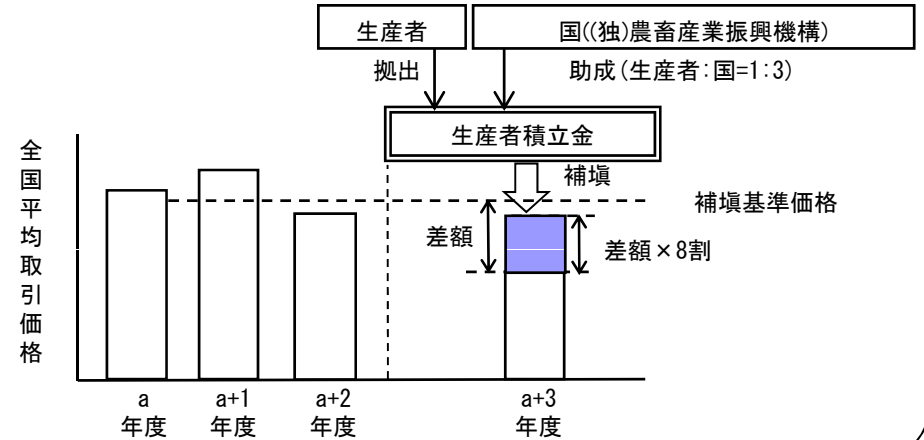 生産者
国((独)農畜産業振興機構)
拠出
助成(生産者:国=1:3)
生産者積立金
補塡
補塡基準価格
差額
差額×8割
全国平均取引価格
a
年度
a+1
年度
a+2
年度
a+3
年度